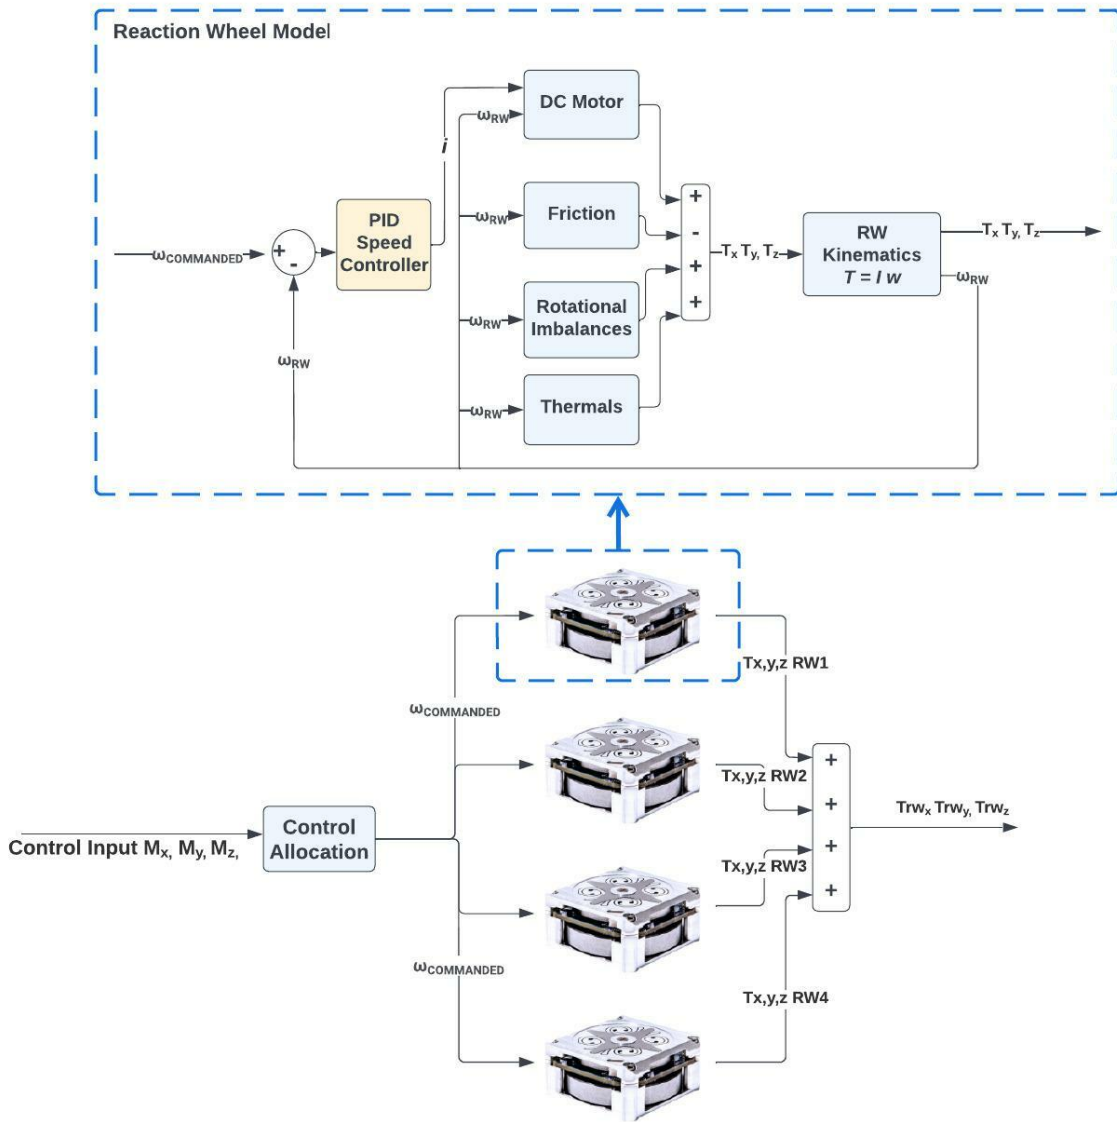 Reaction Wheel Model
DC Motor
ωRW
i
PID
Speed
Controller
Friction
ωRW
+
-
+
+
ωCOMMANDED
+
-
Tx Ty, Tz
RW
Kinematics
T = I w
Tx Ty, Tz
ωRW
Rotational
Imbalances
ωRW
ωRW
Thermals
ωRW
Tx,y,z RW1
ωCOMMANDED
Tx,y,z RW2
+
+
+
+
Trwx Trwy, Trwz
Control Input Mx, My, Mz,
Control
Allocation
Tx,y,z RW3
ωCOMMANDED
Tx,y,z RW4